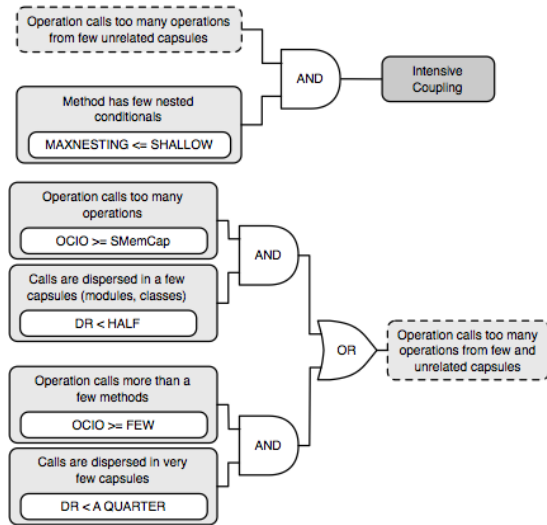 Operation calls too many operations
from few unrelated capsules
AND
Intensive
Coupling
Method has few nested
conditionals
MAXNESTING <= SHALLOW
Operation calls too many
operations
OCIO >= SMemCap
AND
Calls are dispersed in a few
capsules (modules, classes)
DR < HALF
OR
Operation calls too many
operations from few and
unrelated capsules
Operation calls more than a
few methods
OCIO >= FEW
AND
Calls are dispersed in very
few capsules
DR < A QUARTER